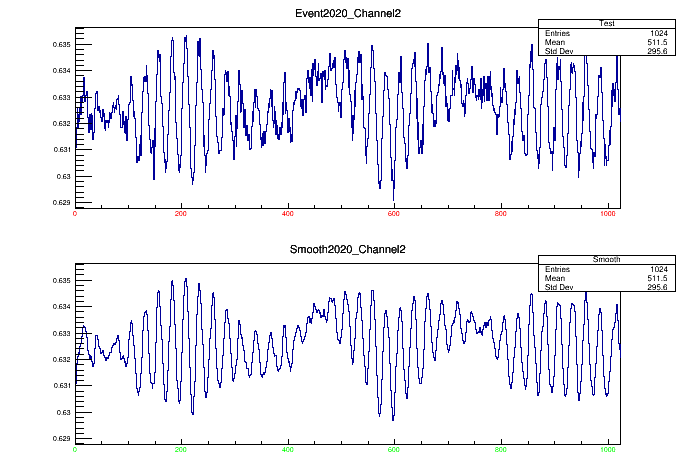 Event2020_Channel2
Test
Entries 1024
Mean 511.5
Std Dev 295.6
0.635
0.634
0.633
0.632
0.631
0.63
0.629
0 200 400 600 800 1000
Smooth2020_Channel2
Smooth
Entries 1024
Mean 511.5
Std Dev 295.6
0.635
0.634
0.633
0.632
0.631
0.63
0.629
0 200 400 600 800 1000